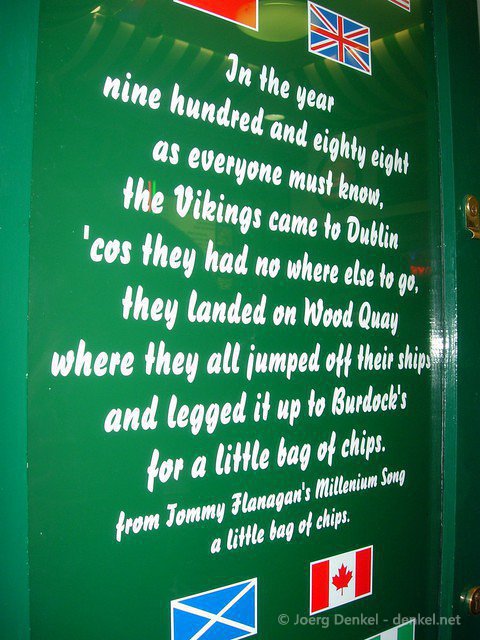 In the year
nine hundred and eighty eight
as everyone must know,
the Vikings came to Dublin
'cos they had no where else to go,
they landed on Wood Quay
where they all jumped off their ships
and legged it up to Burdock's
for a little bag of chips.
from Tommy Flanagan's Millenium Song
a little bag of chips.
© Joerg Denkel - denkel.net